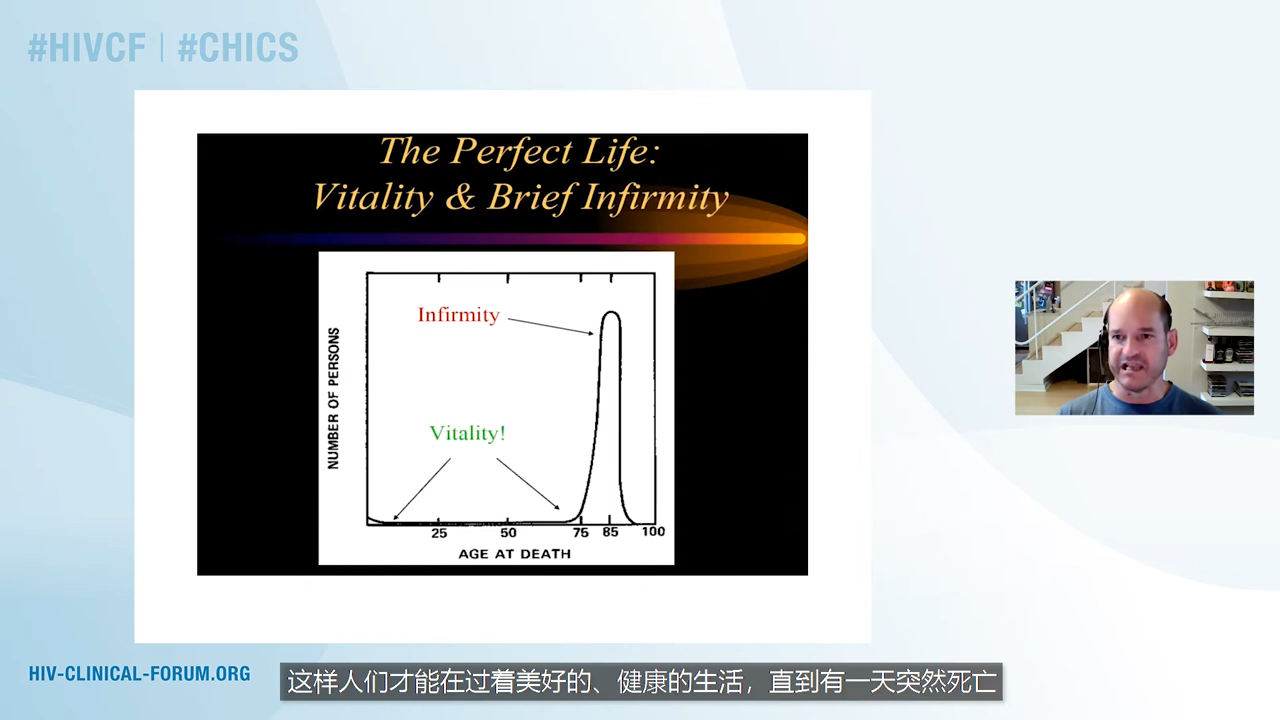 #HIVCF | #CHICS
The Perfect Life:
Vitality & Brief Infirmity
Infirmity
Vitality!
NUMBER OF PERSONS
25 50 75 85 100
AGE AT DEATH
HIV-CLINICAL-FORUM.ORG
这样人们才能在过着美好的、健康的生活，直到有一天突然死亡